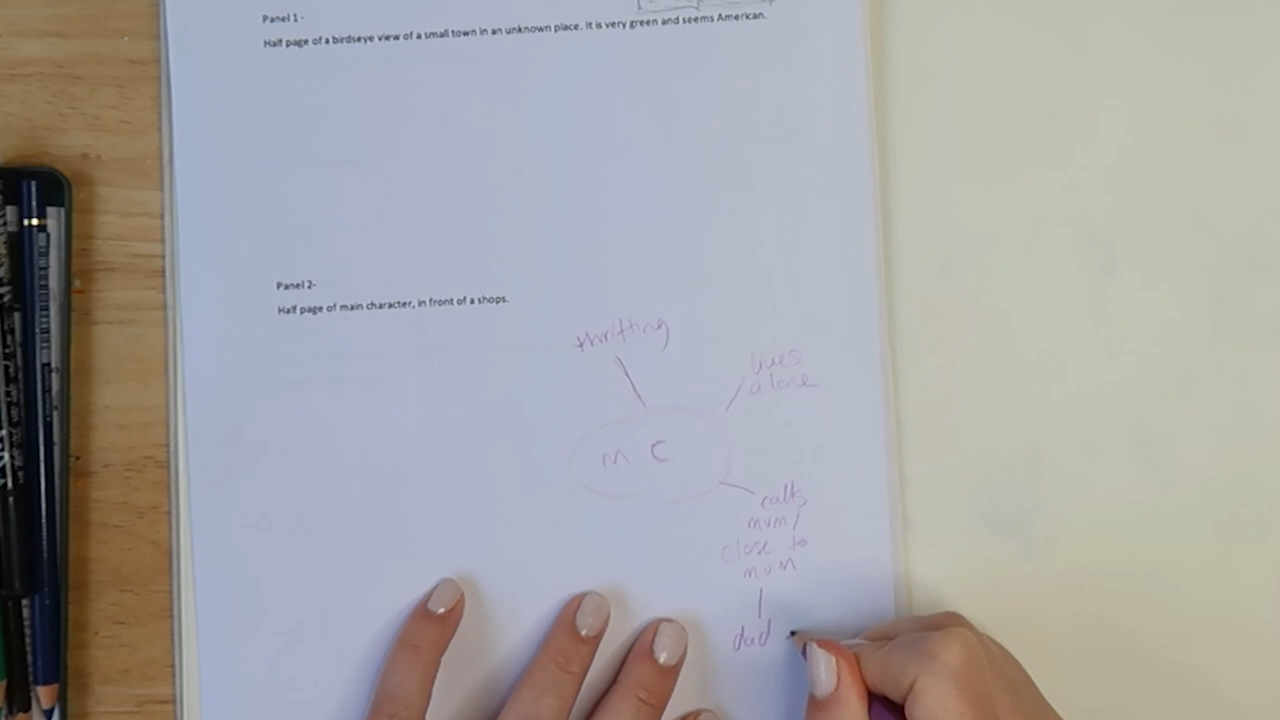 Panel 1 -
Half page of a birdseye view of a small town in an unknown place. It is very green and seems American.
Panel 2-
Half page of main character, in front of a shops.
thrifting
lives
alone
M C
calls
mum/
close to
mum
dad